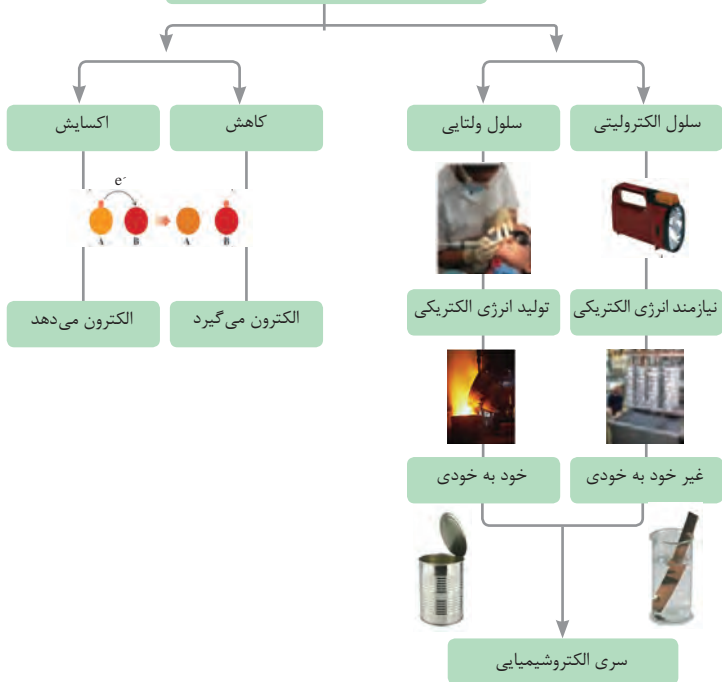 سلول الکترولیتی
سلول ولتایی
کاهش
اکسایش
e-
A B A B
نیازمند انرژی الکتریکی
تولید انرژی الکتریکی
الکترون می‌گیرد
الکترون می‌دهد
غیر خود به خودی
خود به خودی
سری الکتروشیمیایی